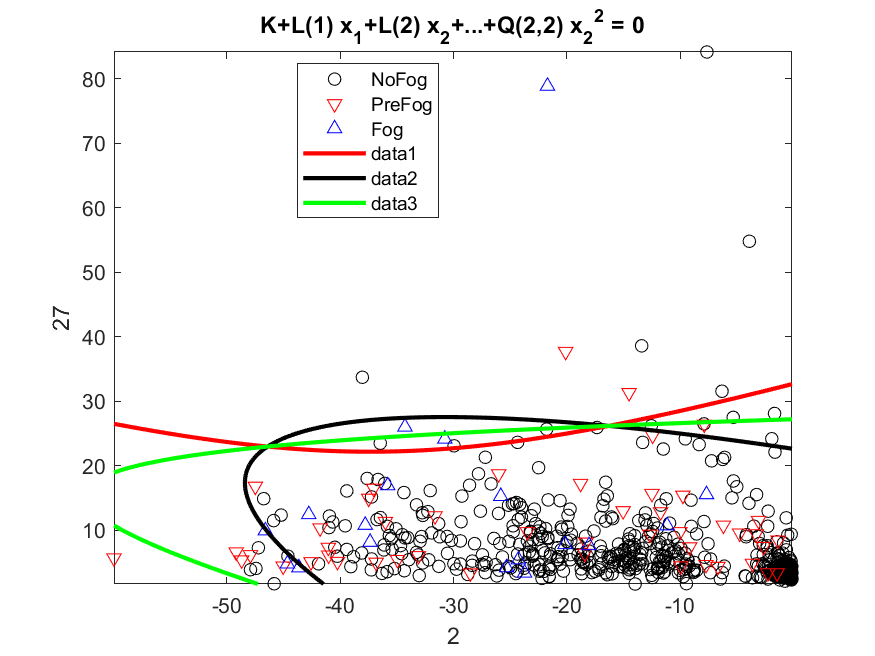 K+L(1) x1+L(2) x2+...+Q(2,2) x2^2 = 0
NoFog
PreFog
Fog
data1
data2
data3
80
70
60
50
40
30
20
10
27
-50
-40
-30
-20
-10
2